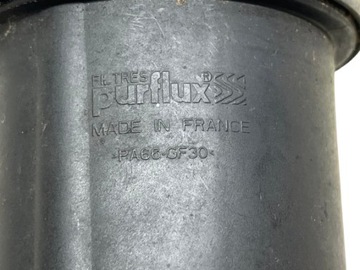 FILTRES
purflux®
MADE IN FRANCE
>PA66-GF30<